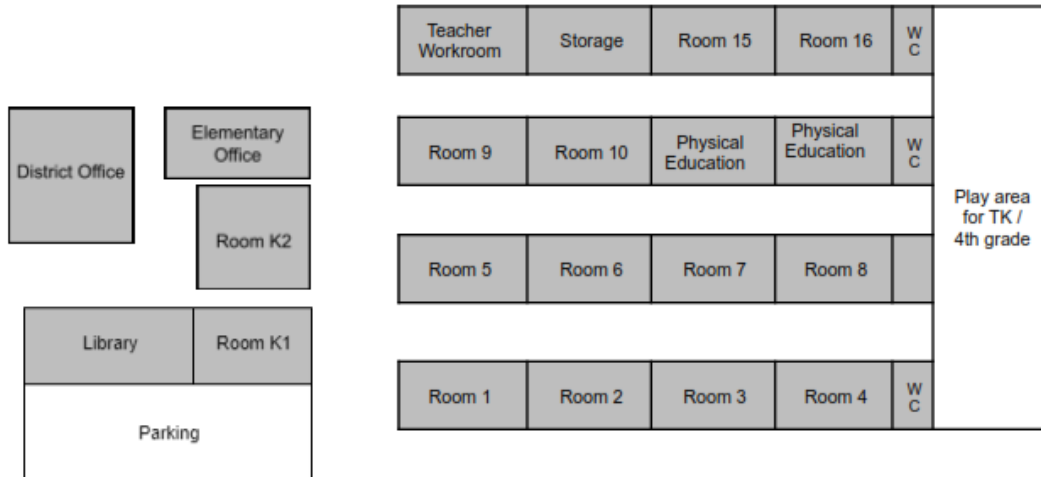 Teacher
Workroom
Storage
Room 15
Room 16
W
C
District Office
Elementary
Office
Room 9
Room 10
Physical
Education
Physical
Education
W
C
Play area
for TK /
4th grade
Room K2
Room 5
Room 6
Room 7
Room 8
Library
Room K1
Room 1
Room 2
Room 3
Room 4
W
C
Parking